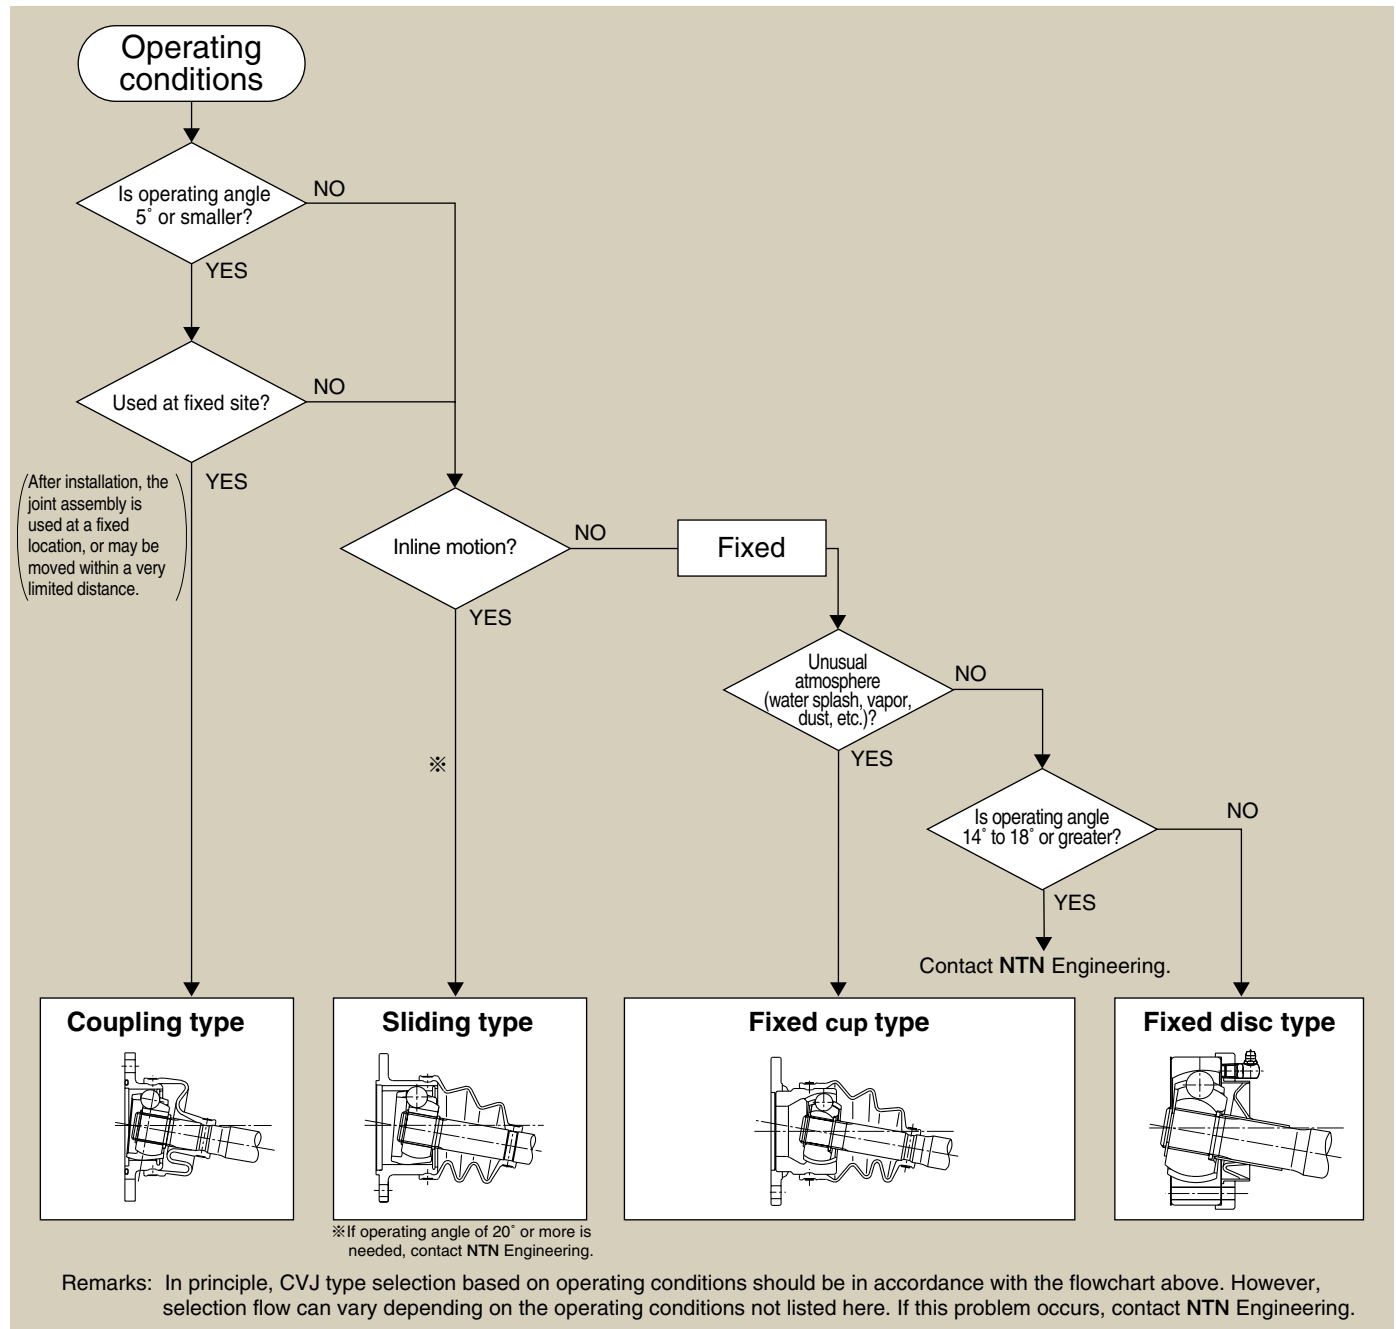 Operating
conditions
Is operating angle
5˚ or smaller?
NO
YES
Used at fixed site?
NO
YES
(After installation, the
joint assembly is
used at a fixed
location, or may be
moved within a very
limited distance.)
Inline motion?
NO
YES
Fixed
Unusual
atmosphere
(water splash, vapor,
dust, etc.)?
NO
YES
※
Is operating angle
14˚ to 18˚ or greater?
NO
YES
Contact NTN Engineering.
Coupling type
Sliding type
Fixed cup type
Fixed disc type
※If operating angle of 20˚ or more is
needed, contact NTN Engineering.
Remarks: In principle, CVJ type selection based on operating conditions should be in accordance with the flowchart above. However,
selection flow can vary depending on the operating conditions not listed here. If this problem occurs, contact NTN Engineering.